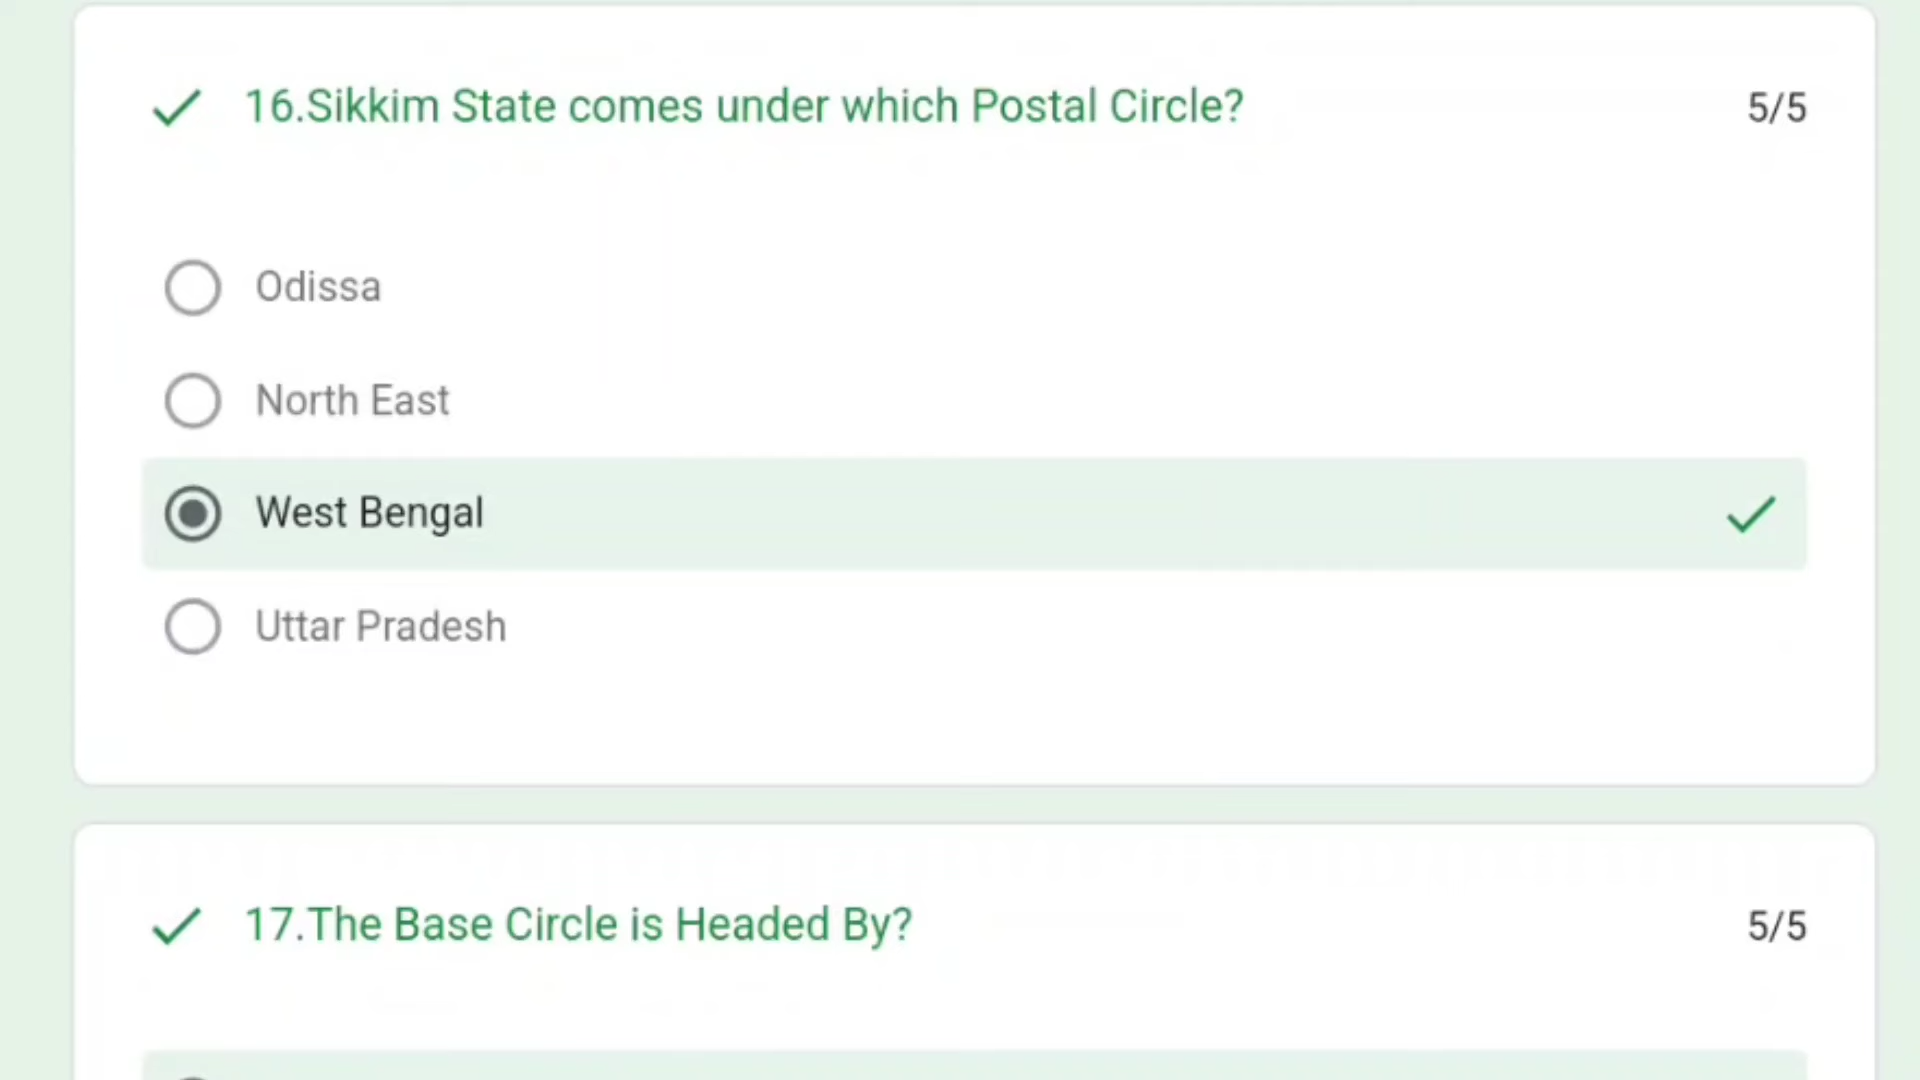 16.Sikkim State comes under which Postal Circle?
5/5
Odissa
North East
West Bengal
Uttar Pradesh
17.The Base Circle is Headed By?
5/5